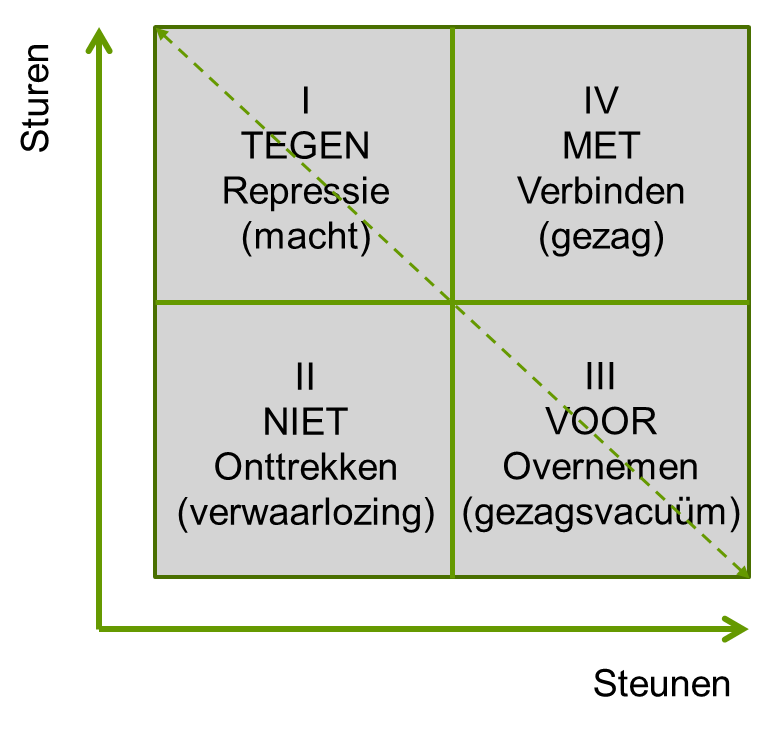 Sturen
I
TEGEN
Repressie
(macht)
IV
MET
Verbinden
(gezag)
II
NIET
Onttrekken
(verwaarlozing)
III
VOOR
Overnemen
(gezagsvacuüm)
Steunen